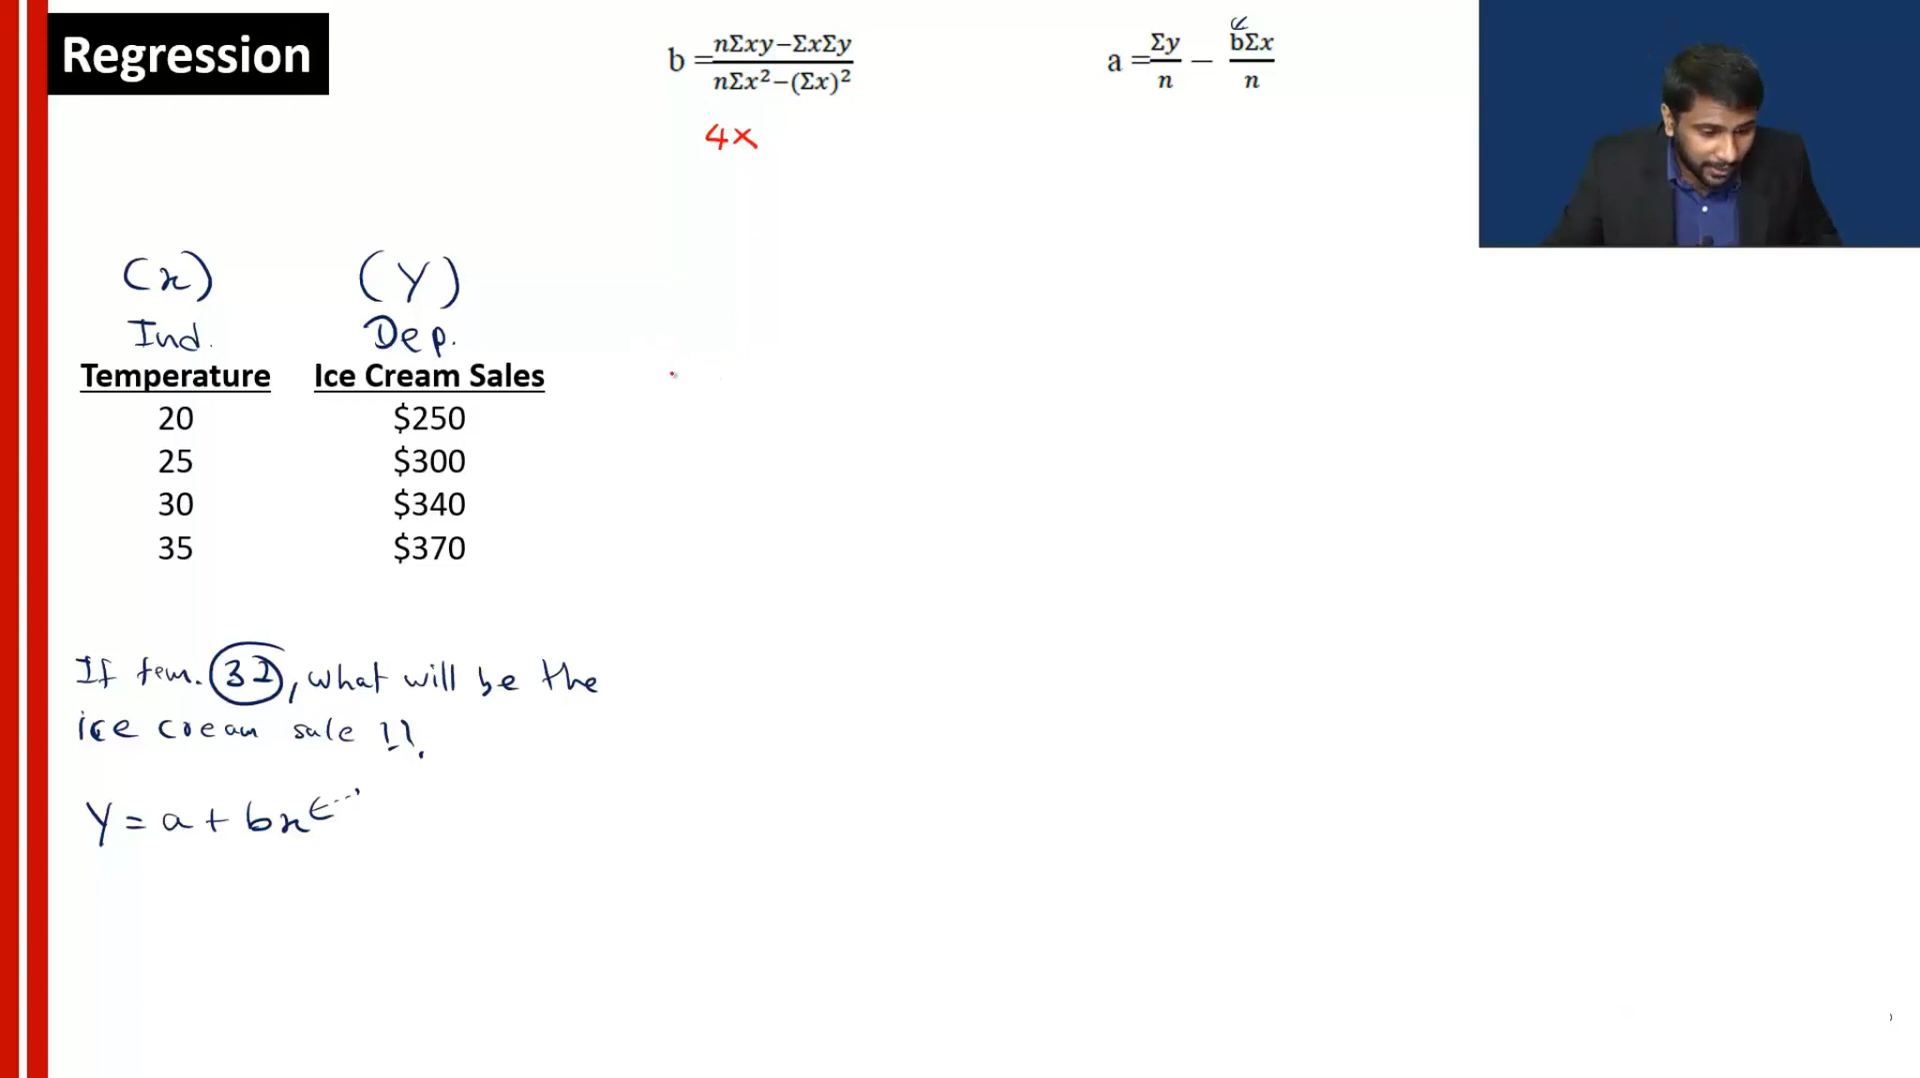 Regression
b = nΣxy−ΣxΣy / nΣx²−(Σx)²
a = Σy / n − bΣx / n
4x
(x) (Y)
Ind. Dep.
Temperature Ice Cream Sales
20 $250
25 $300
30 $340
35 $370
If tem. 32, what will be the
ice cream sale !!.
Y = a + bx